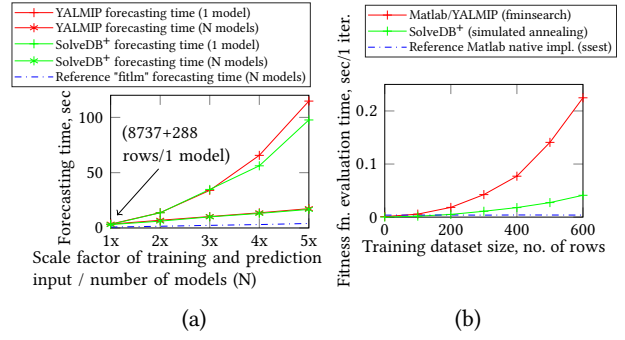 YALMIP forecasting time (1 model)
YALMIP forecasting time (N models)
SolveDB⁺ forecasting time (1 model)
SolveDB⁺ forecasting time (N models)
Reference "fitlm" forecasting time (N models)
Forecasting time, sec
100
50
0
(8737+288
rows/1 model)
1x 2x 3x 4x 5x
Scale factor of training and prediction
input / number of models (N)
(a)
Matlab/YALMIP (fminsearch)
SolveDB⁺ (simulated annealing)
Reference Matlab native impl. (ssest)
Fitness fn. evaluation time, sec/1 iter.
0.2
0.1
0
0 200 400 600
Training dataset size, no. of rows
(b)